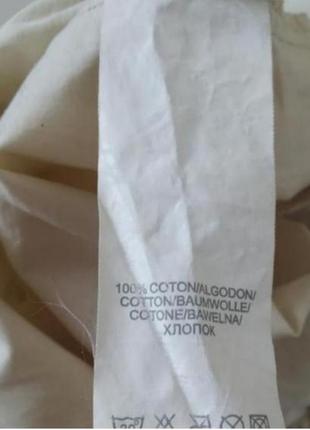 100% COTON/ALGODON/
COTTON/BAUMWOLLE/
COTONE/BAWELNA/
ХЛОПОК